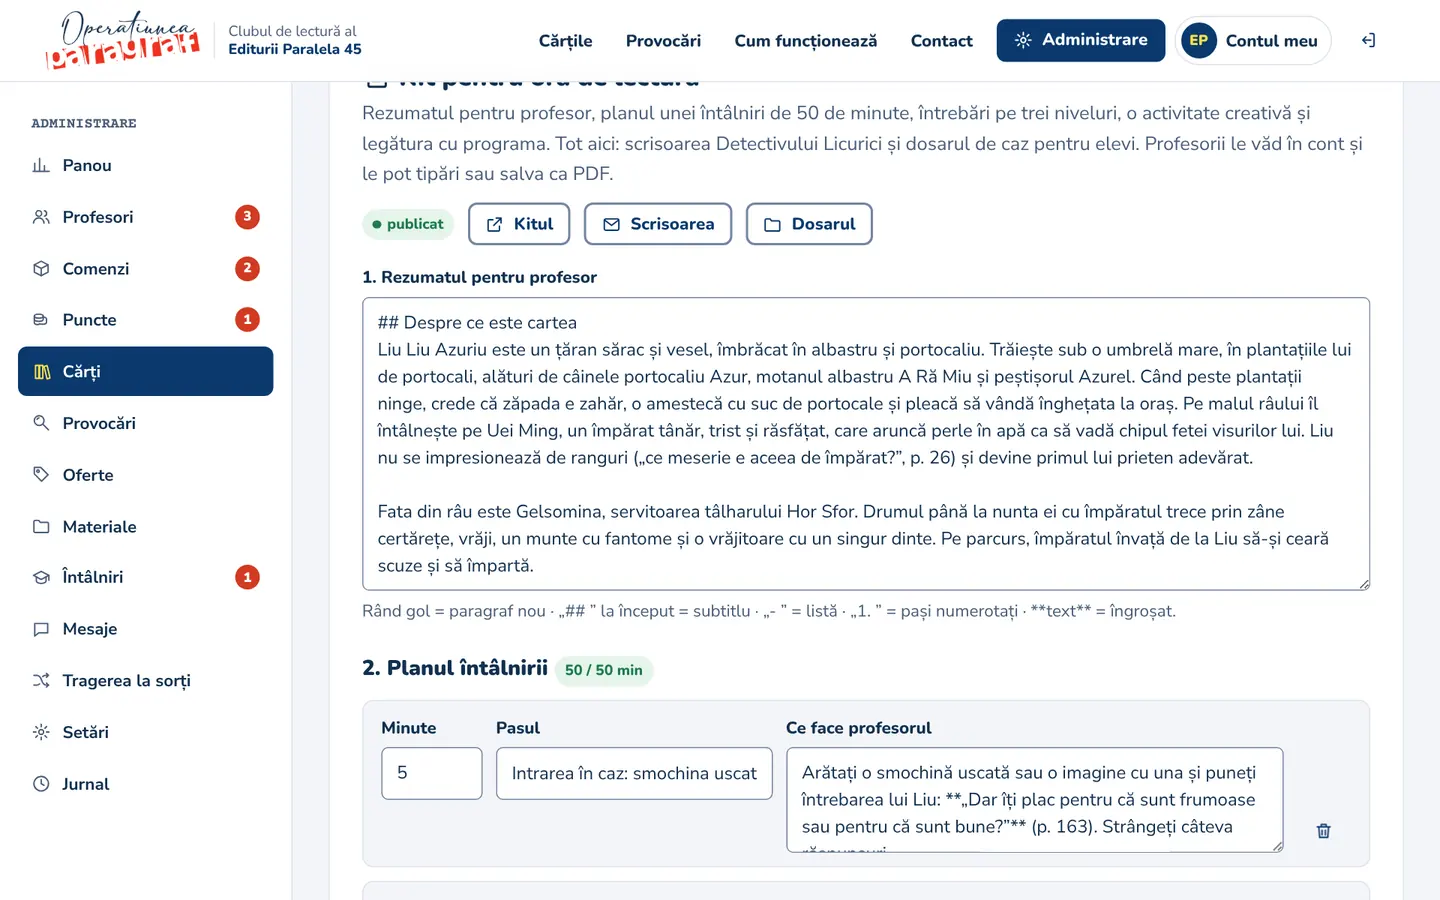 Operațiunea
paragraf
Clubul de lectură al
Editurii Paralela 45
Cărțile
Provocări
Cum funcționează
Contact
Administrare
EP
Contul meu
ADMINISTRARE
Panou
Profesori
3
Comenzi
2
Puncte
1
Cărți
Provocări
Oferte
Materiale
Întâlniri
1
Mesaje
Tragerea la sorți
Setări
Jurnal
Kit pentru ora de lectură
Rezumatul pentru profesor, planul unei întâlniri de 50 de minute, întrebări pe trei niveluri, o activitate creativă și
legătura cu programa. Tot aici: scrisoarea Detectivului Licurici și dosarul de caz pentru elevi. Profesorii le văd în cont și
le pot tipări sau salva ca PDF.
publicat
Kitul
Scrisoarea
Dosarul
1. Rezumatul pentru profesor
## Despre ce este cartea
Liu Liu Azuriu este un țăran sărac și vesel, îmbrăcat în albastru și portocaliu. Trăiește sub o umbrelă mare, în plantațiile lui
de portocali, alături de câinele portocaliu Azur, motanul albastru A Ră Miu și peștișorul Azurel. Când peste plantații
ninge, crede că zăpada e zahăr, o amestecă cu suc de portocale și pleacă să vândă înghețata la oraș. Pe malul râului îl
întâlnește pe Uei Ming, un împărat tânăr, trist și răsfățat, care aruncă perle în apă ca să vadă chipul fetei visurilor lui. Liu
nu se impresionează de ranguri („ce meserie e aceea de împărat?”, p. 26) și devine primul lui prieten adevărat.
Fata din râu este Gelsomina, servitoarea tâlharului Hor Sfor. Drumul până la nunta ei cu împăratul trece prin zâne
certărețe, vrăji, un munte cu fantome și o vrăjitoare cu un singur dinte. Pe parcurs, împăratul învață de la Liu să-și ceară
scuze și să împartă.
Rând gol = paragraf nou · „## ” la început = subtitlu · „- ” = listă · „1. ” = pași numerotați · **text** = îngroșat.
2. Planul întâlnirii
50 / 50 min
Minute
Pasul
Ce face profesorul
5
Intrarea în caz: smochina uscat
Arătați o smochină uscată sau o imagine cu una și puneți
întrebarea lui Liu: **„Dar îți plac pentru că sunt frumoase
sau pentru că sunt bune?”** (p. 163). Strângeți câteva
răspunsuri